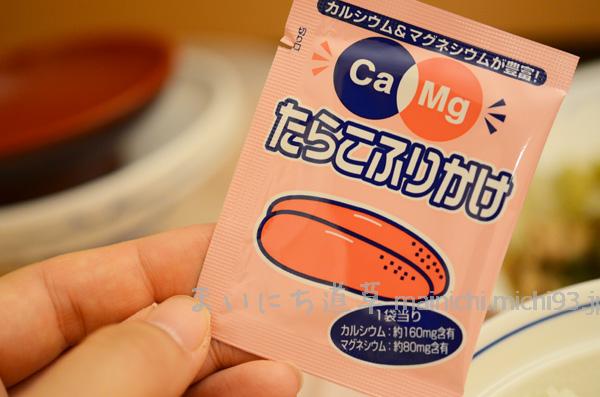 カルシウム&マグネシウムが豊富!
Ca Mg
たらこふりかけ
1袋当り
カルシウム:約160mg含有
マグネシウム:約80mg含有
まいにち道草 mainichi.michi93.jp